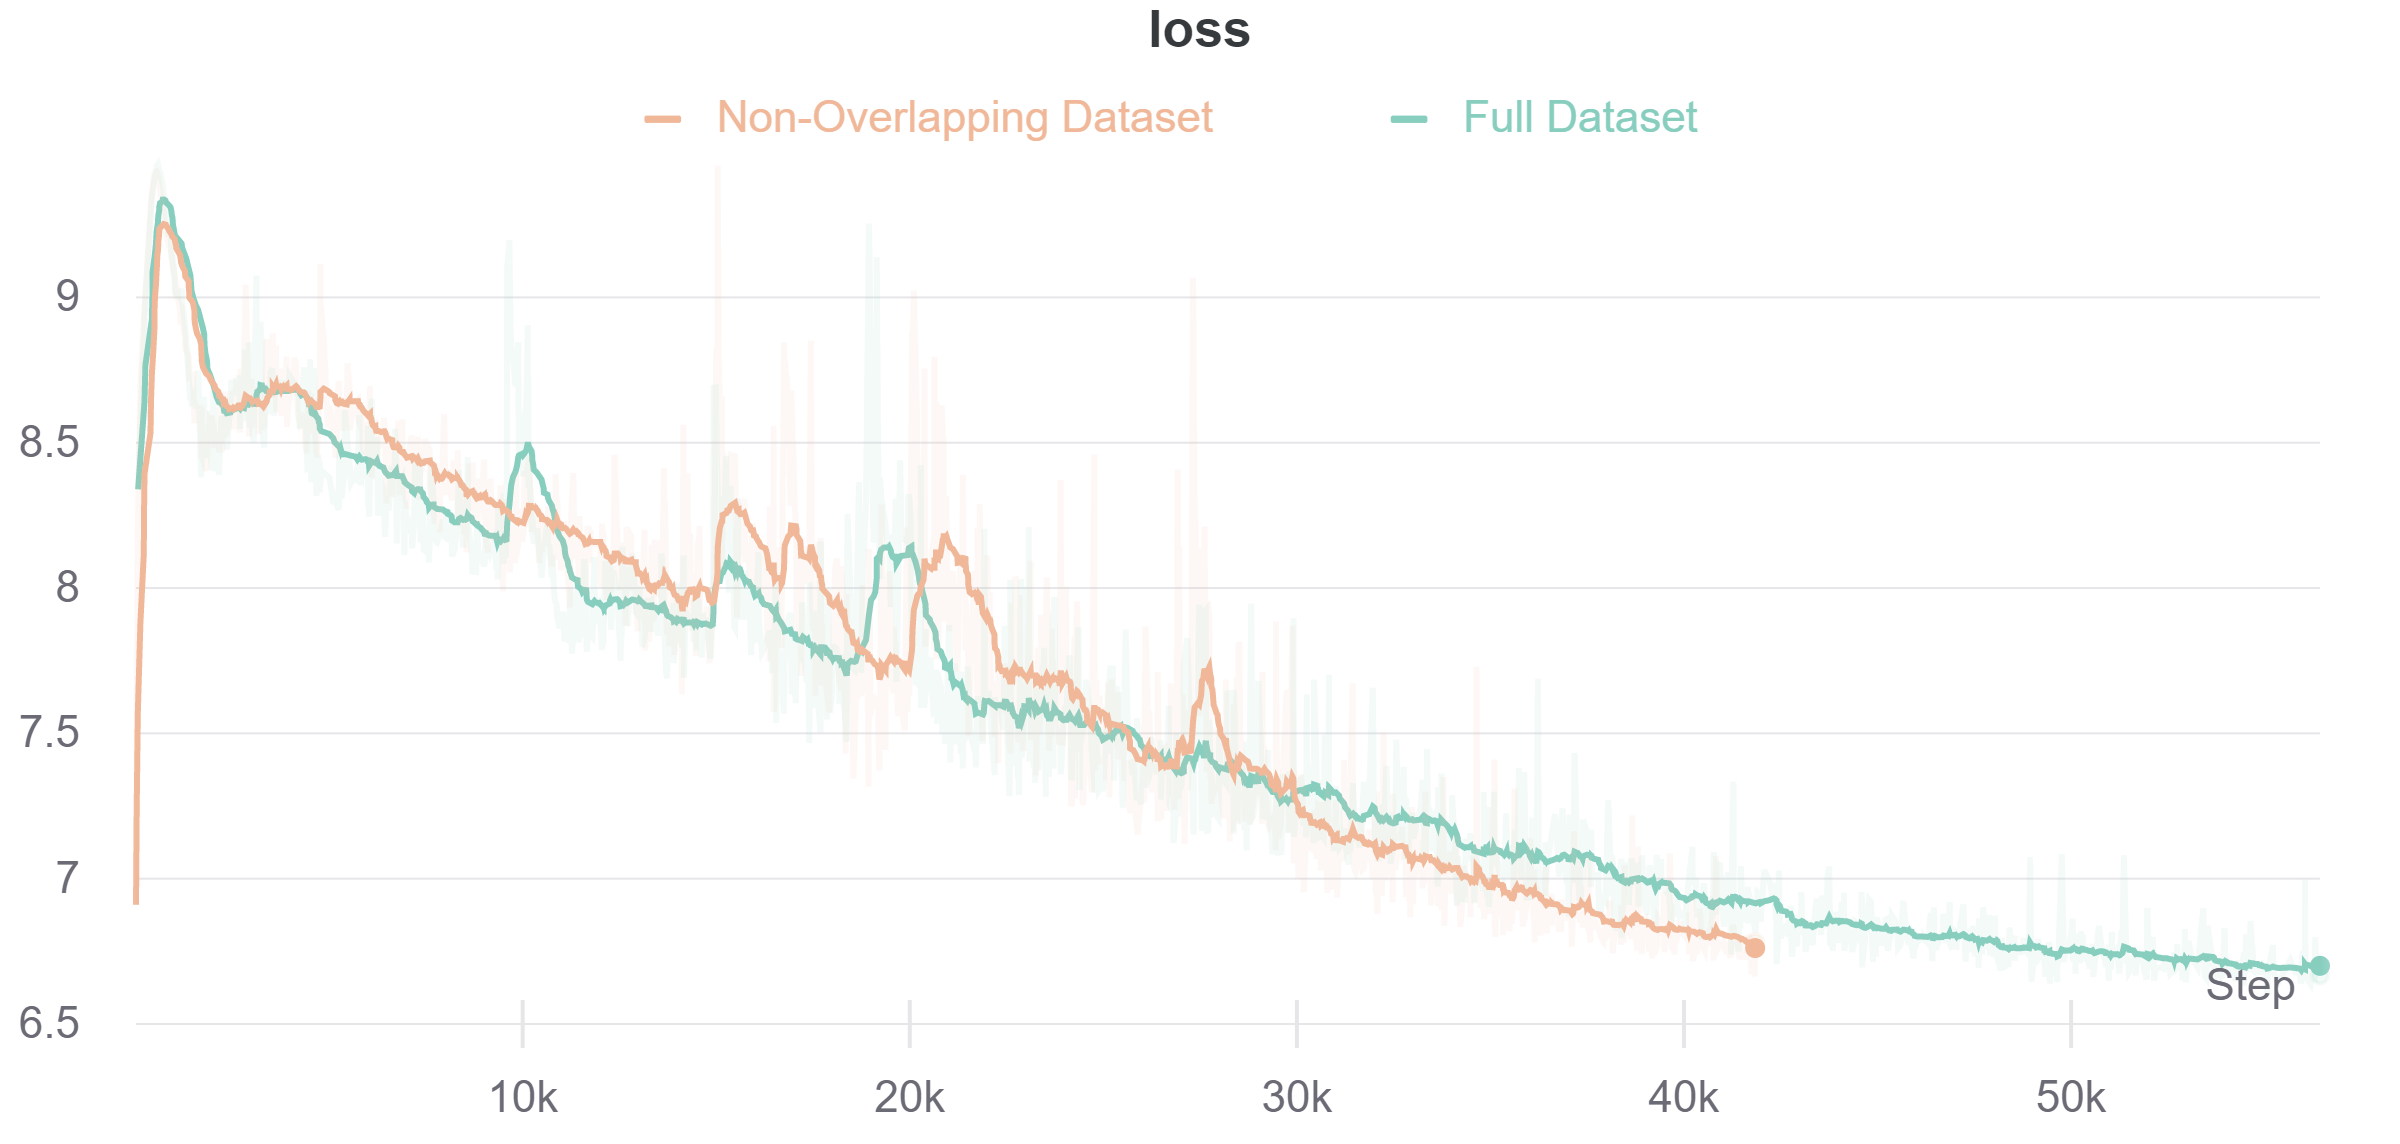 loss
Non-Overlapping Dataset Full Dataset
9
8.5
8
7.5
7
6.5
Step
10k 20k 30k 40k 50k